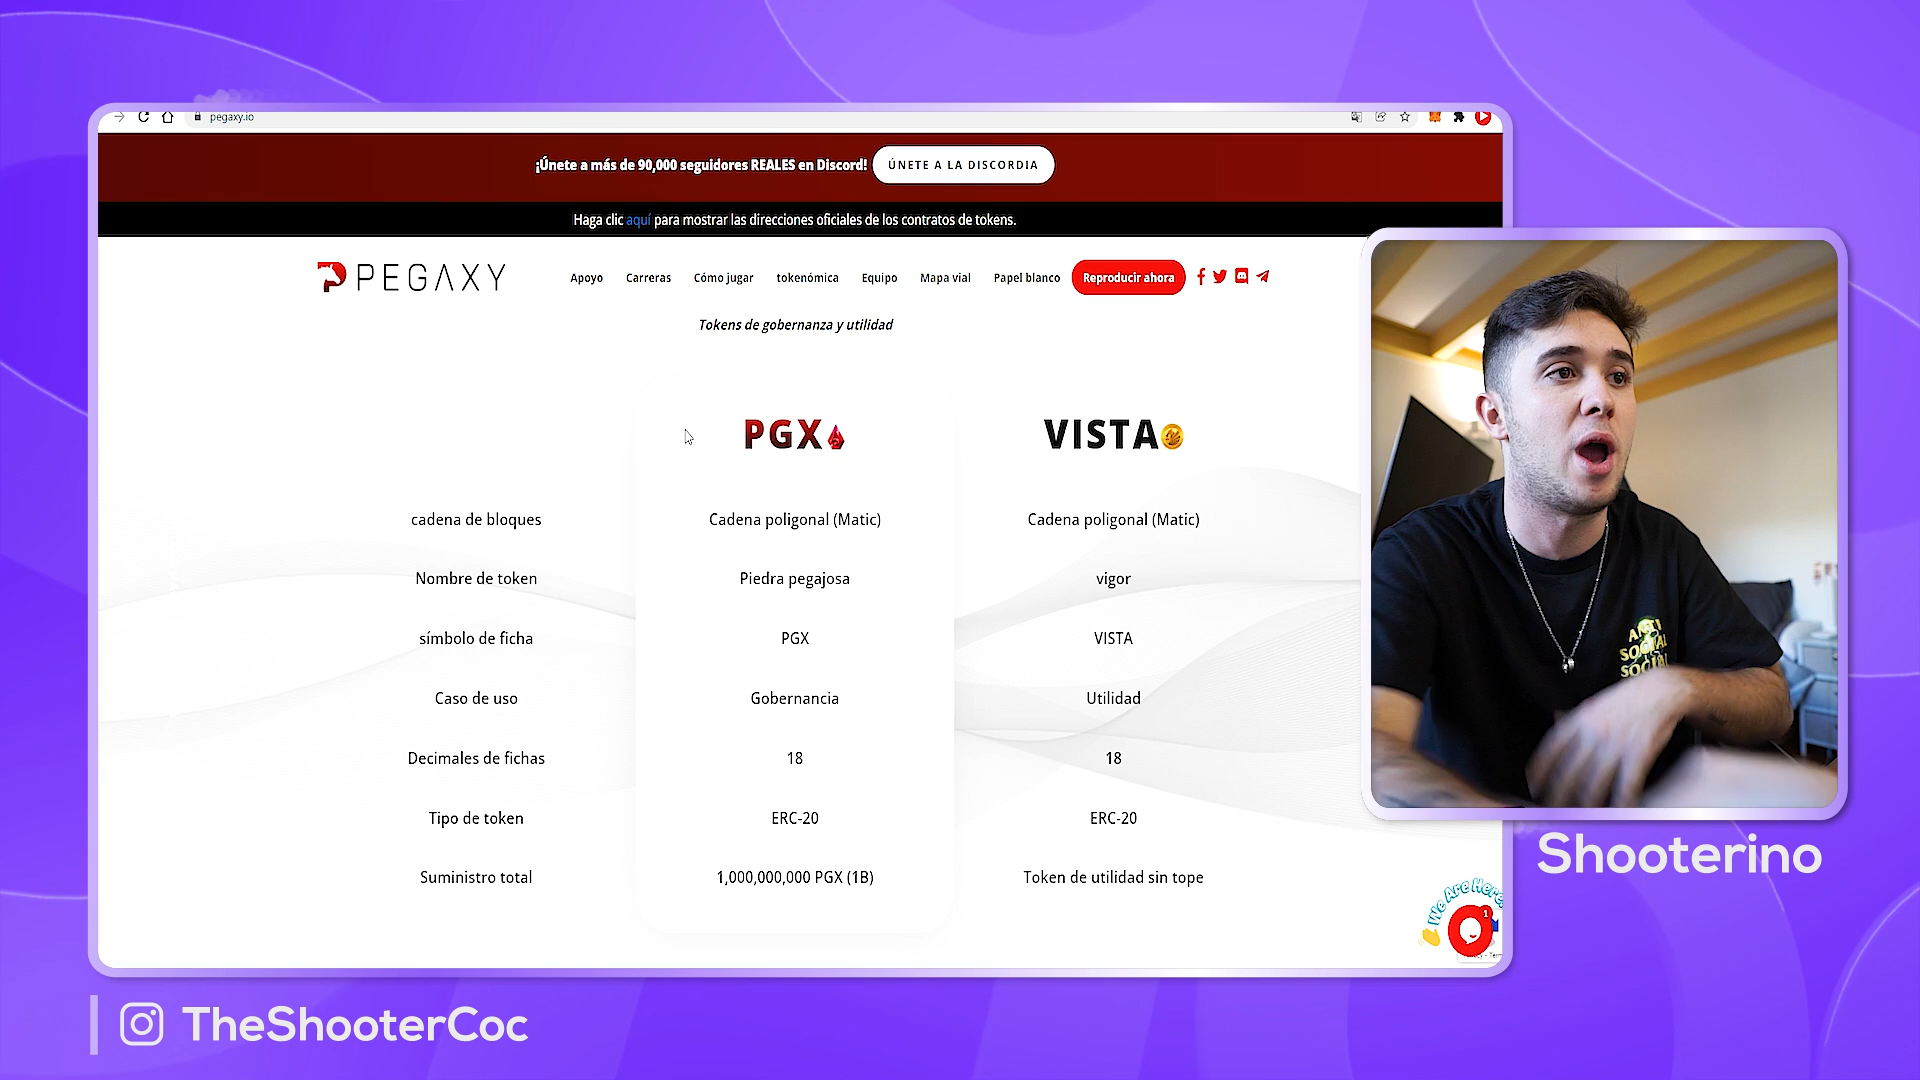 pegaxy.io
¡Únete a más de 90,000 seguidores REALES en Discord! ÚNETE A LA DISCORDIA
Haga clic aquí para mostrar las direcciones oficiales de los contratos de tokens.
PEGAXY Apoyo Carreras Cómo jugar tokenómica Equipo Mapa vial Papel blanco Reproducir ahora
Tokens de gobernanza y utilidad
PGX VISTA
cadena de bloques Cadena poligonal (Matic) Cadena poligonal (Matic)
Nombre de token Piedra pegajosa vigor
símbolo de ficha PGX VISTA
Caso de uso Gobernancia Utilidad
Decimales de fichas 18 18
Tipo de token ERC-20 ERC-20
Suministro total 1,000,000,000 PGX (1B) Token de utilidad sin tope
ANTI
SOCIAL
SOCIAL
Shooterino
We Are Here
1
TheShooterCoc